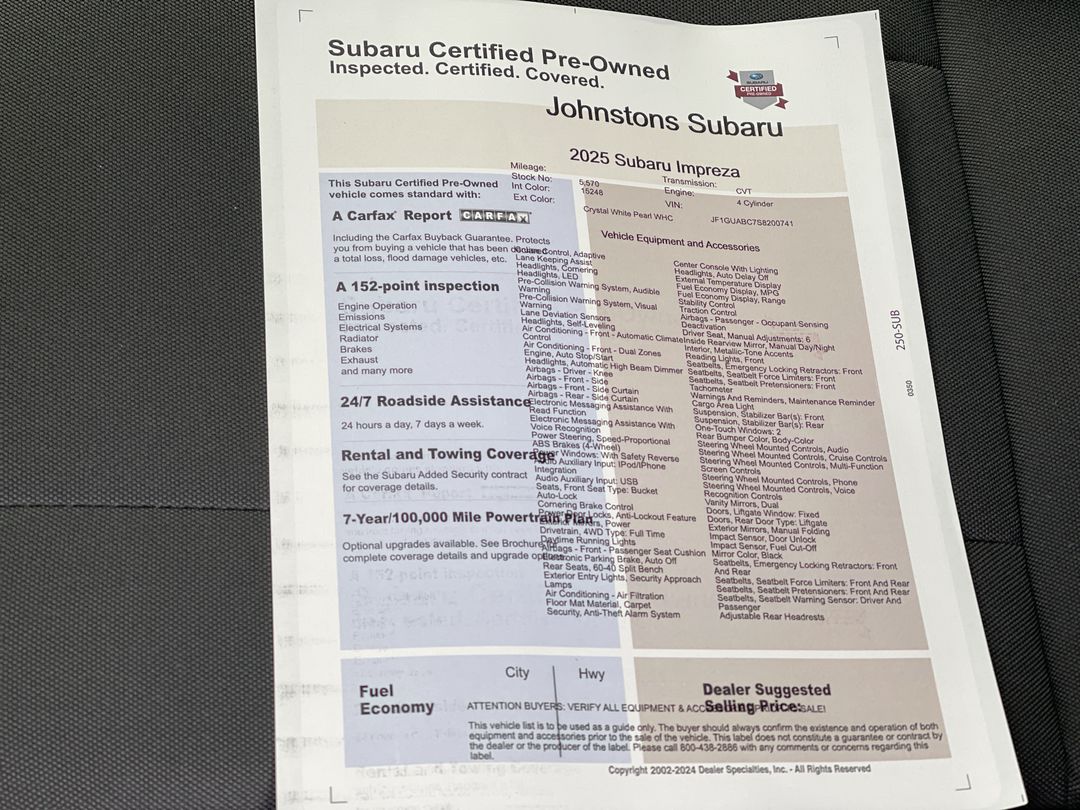 Subaru Certified Pre-Owned
Inspected. Certified. Covered.
SUBARU
CERTIFIED
PRE-OWNED
Johnstons Subaru
2025 Subaru Impreza
Mileage: 5,570
Stock No: 15248
Int Color:
Ext Color: Crystal White Pearl WHC
Transmission: CVT
Engine: 4 Cylinder
VIN: JF1GUABC7S8200741
This Subaru Certified Pre-Owned
vehicle comes standard with:
A Carfax Report CARFAX
Including the Carfax Buyback Guarantee. Protects
you from buying a vehicle that has been
a total loss, flood damage vehicles, etc.
A 152-point inspection
Engine Operation
Emissions
Electrical Systems
Radiator
Brakes
Exhaust
and many more
24/7 Roadside Assistance
24 hours a day, 7 days a week.
Rental and Towing Coverage
See the Subaru Added Security contract
for coverage details.
7-Year/100,000 Mile Powertrain Plan
Optional upgrades available. See Brochure for
complete coverage details and upgrade options.
Vehicle Equipment and Accessories
Cruise Control, Adaptive
Lane Keeping Assist
Headlights, Cornering
Headlights, LED
Pre-Collision Warning System, Audible
Warning
Pre-Collision Warning System, Visual
Warning
Lane Deviation Sensors
Headlights, Self-Leveling
Air Conditioning - Front - Automatic Climate
Control
Air Conditioning - Front - Dual Zones
Engine, Auto Stop/Start
Headlights, Automatic High Beam Dimmer
Airbags - Driver - Knee
Airbags - Front - Side
Airbags - Front - Side Curtain
Airbags - Rear - Side Curtain
Electronic Messaging Assistance With
Read Function
Electronic Messaging Assistance With
Voice Recognition
Power Steering, Speed-Proportional
ABS Brakes (4-Wheel)
Power Windows: With Safety Reverse
Audio Auxiliary Input: IPod/IPhone
Integration
Audio Auxiliary Input: USB
Seats, Front Seat Type: Bucket
Auto-Lock
Cornering Brake Control
Power Door Locks, Anti-Lockout Feature
Exterior Mirrors, Power
Drivetrain, 4WD Type: Full Time
Daytime Running Lights
Airbags - Front - Passenger Seat Cushion
Electronic Parking Brake, Auto Off
Rear Seats, 60-40 Split Bench
Exterior Entry Lights, Security Approach
Lamps
Air Conditioning - Air Filtration
Floor Mat Material, Carpet
Security, Anti-Theft Alarm System
Center Console With Lighting
Headlights, Auto Delay Off
External Temperature Display
Fuel Economy Display, MPG
Fuel Economy Display, Range
Stability Control
Traction Control
Airbags - Passenger - Occupant Sensing
Deactivation
Driver Seat, Manual Adjustments: 6
Inside Rearview Mirror, Manual Day/Night
Interior, Metallic-Tone Accents
Reading Lights, Front
Seatbelts, Emergency Locking Retractors: Front
Seatbelts, Seatbelt Force Limiters: Front
Seatbelts, Seatbelt Pretensioners: Front
Tachometer
Warnings And Reminders, Maintenance Reminder
Cargo Area Light
Suspension, Stabilizer Bar(s): Front
Suspension, Stabilizer Bar(s): Rear
One-Touch Windows: 2
Rear Bumper Color, Body-Color
Steering Wheel Mounted Controls, Audio
Steering Wheel Mounted Controls, Cruise Controls
Steering Wheel Mounted Controls, Multi-Function
Screen Controls
Steering Wheel Mounted Controls, Phone
Steering Wheel Mounted Controls, Voice
Recognition Controls
Vanity Mirrors, Dual
Doors, Liftgate Window: Fixed
Doors, Rear Door Type: Liftgate
Exterior Mirrors, Manual Folding
Impact Sensor, Door Unlock
Impact Sensor, Fuel Cut-Off
Mirror Color, Black
Seatbelts, Emergency Locking Retractors: Front
And Rear
Seatbelts, Seatbelt Force Limiters: Front And Rear
Seatbelts, Seatbelt Pretensioners: Front And Rear
Seatbelts, Seatbelt Warning Sensor: Driver And
Passenger
Adjustable Rear Headrests
250-SUB
0350
Fuel
Economy
City
Hwy
Dealer Suggested
Selling Price:
ATTENTION BUYERS: VERIFY ALL EQUIPMENT & SALE!
This vehicle list is to be used as a guide only. The buyer should always confirm the existence and operation of both
equipment and accessories prior to the sale of the vehicle. This label does not constitute a guarantee or contract by
the dealer or the producer of the label. Please call 800-438-2886 with any comments or concerns regarding this
label.
Copyright 2002-2024 Dealer Specialties, Inc. - All Rights Reserved